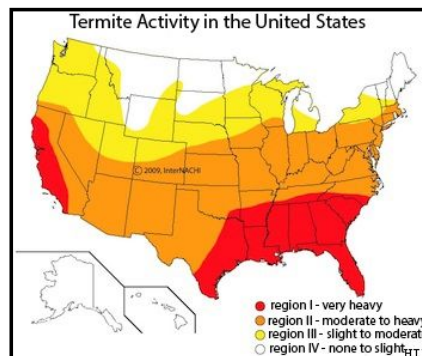 Termite Activity in the United States
© 2009, InterNACHI
region I - very heavy
region II - moderate to heavy
region III - slight to moderate
region IV - none to slight
HT